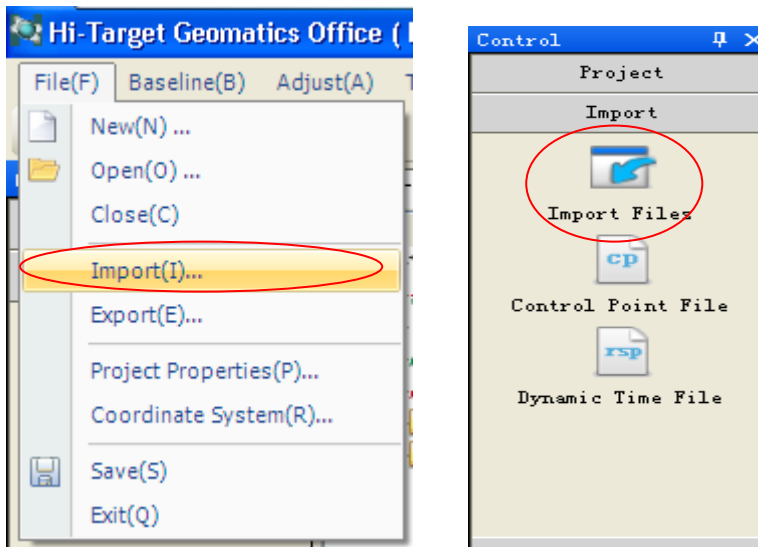 Hi-Target Geomatics Office (
File(F) Baseline(B) Adjust(A)
New(N) ...
Open(O) ...
Close(C)
Import(I)...
Export(E)...
Project Properties(P)...
Coordinate System(R)...
Save(S)
Exit(Q)
Control
Project
Import
Import Files
cp
Control Point File
rsp
Dynamic Time File